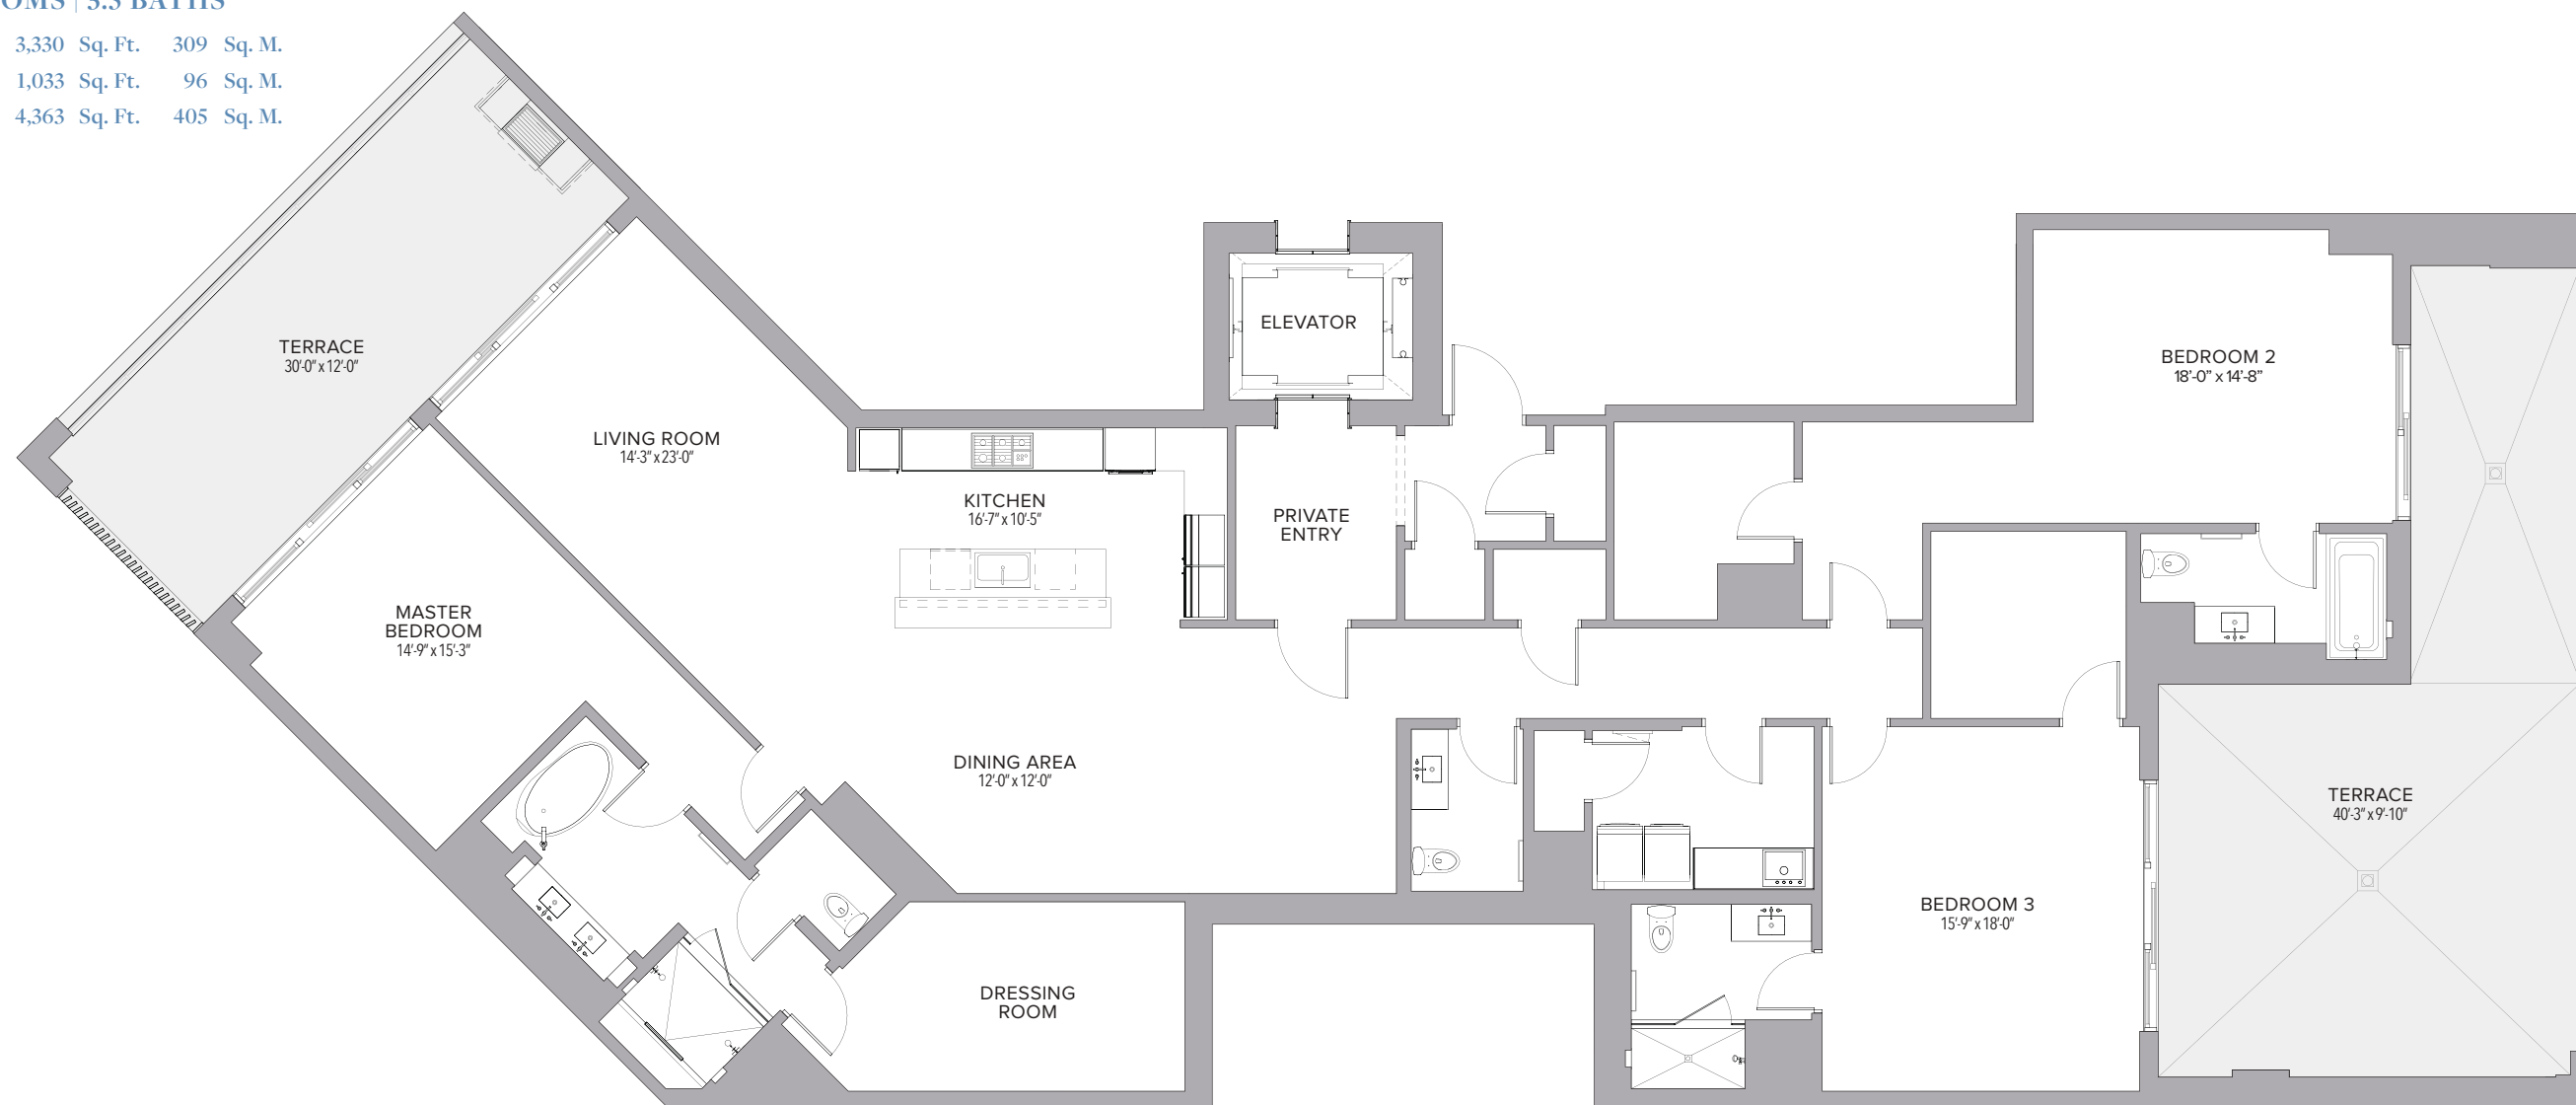 3.5 BATHS
3,330 Sq. Ft. 309 Sq. M.
1,033 Sq. Ft. 96 Sq. M.
4,363 Sq. Ft. 405 Sq. M.
TERRACE
30'-0" x 12'-0"
LIVING ROOM
14'-3" x 23'-0"
MASTER
BEDROOM
14'-9" x 15'-3"
KITCHEN
16'-7" x 10'-5"
ELEVATOR
PRIVATE
ENTRY
DINING AREA
12'-0" x 12'-0"
DRESSING
ROOM
BEDROOM 2
18'-0" x 14'-8"
BEDROOM 3
15'-9" x 18'-0"
TERRACE
40'-3" x 9'-10"